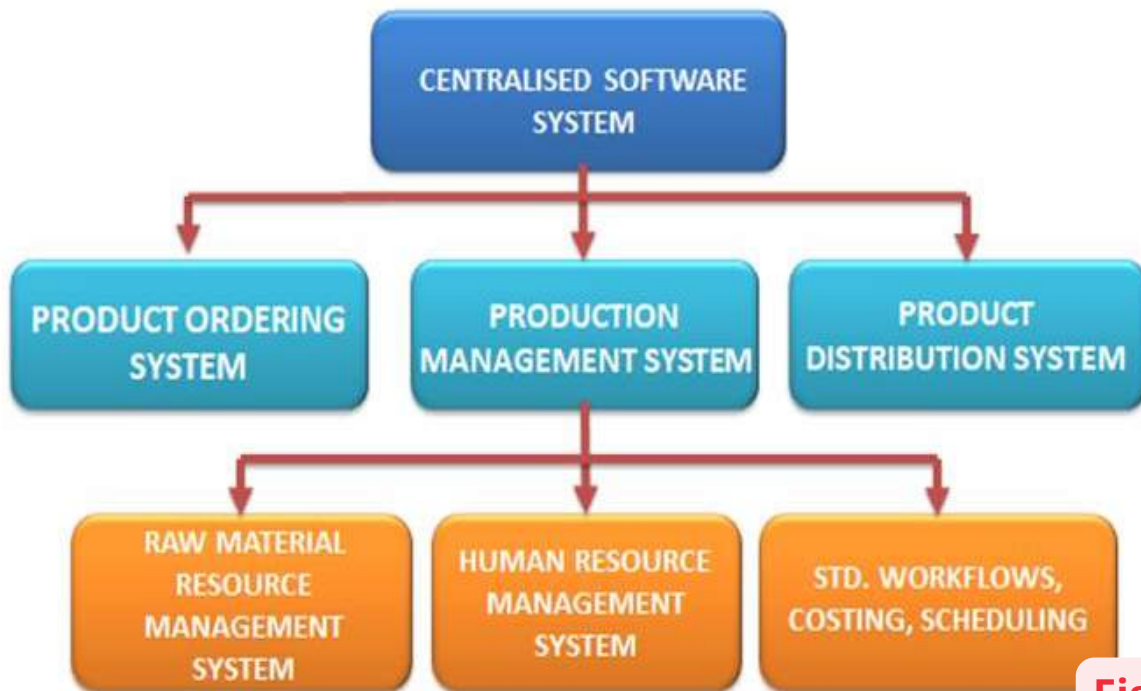 CENTRALISED SOFTWARE
SYSTEM
PRODUCT ORDERING
SYSTEM
PRODUCTION
MANAGEMENT SYSTEM
PRODUCT
DISTRIBUTION SYSTEM
RAW MATERIAL
RESOURCE
MANAGEMENT
SYSTEM
HUMAN RESOURCE
MANAGEMENT
SYSTEM
STD. WORKFLOWS,
COSTING, SCHEDULING